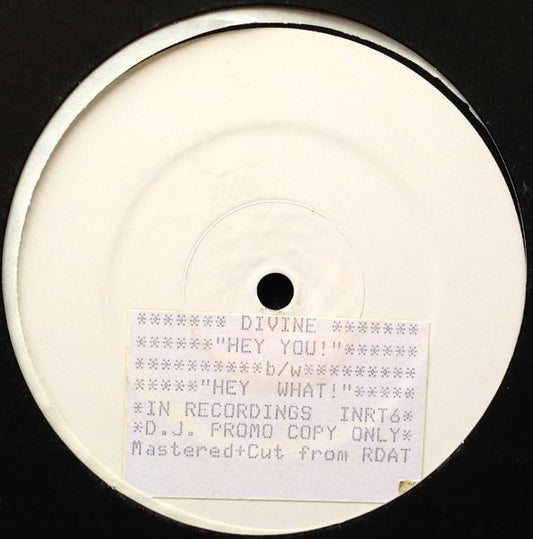 ******* DIVINE *******
******"HEY YOU!"******
**********b/w*********
*****"HEY  WHAT!"*****
*IN RECORDINGS  INRT6*
*D.J. PROMO COPY ONLY*
Mastered+Cut from RDAT